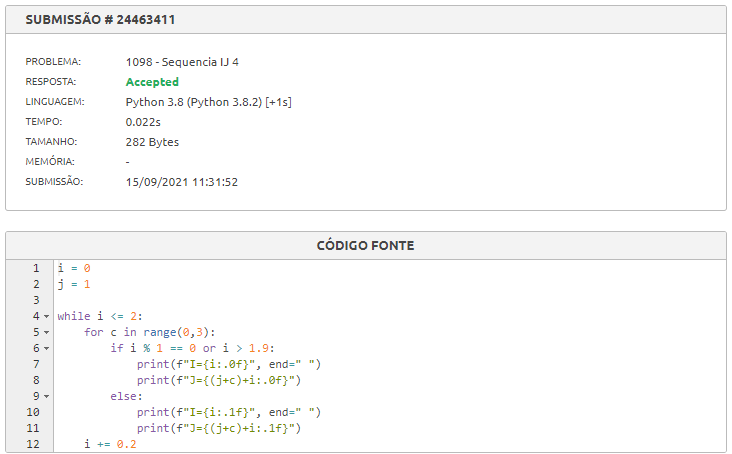 SUBMISSÃO # 24463411
PROBLEMA: 1098 - Sequencia IJ 4
RESPOSTA: Accepted
LINGUAGEM: Python 3.8 (Python 3.8.2) [+1s]
TEMPO: 0.022s
TAMANHO: 282 Bytes
MEMÓRIA: -
SUBMISSÃO: 15/09/2021 11:31:52
CÓDIGO FONTE
1 i = 0
2 j = 1
3
4 while i <= 2:
5     for c in range(0,3):
6         if i % 1 == 0 or i > 1.9:
7             print(f"I={i:.0f}", end=" ")
8             print(f"J={(j+c)+i:.0f}")
9         else:
10             print(f"I={i:.1f}", end=" ")
11             print(f"J={(j+c)+i:.1f}")
12     i += 0.2